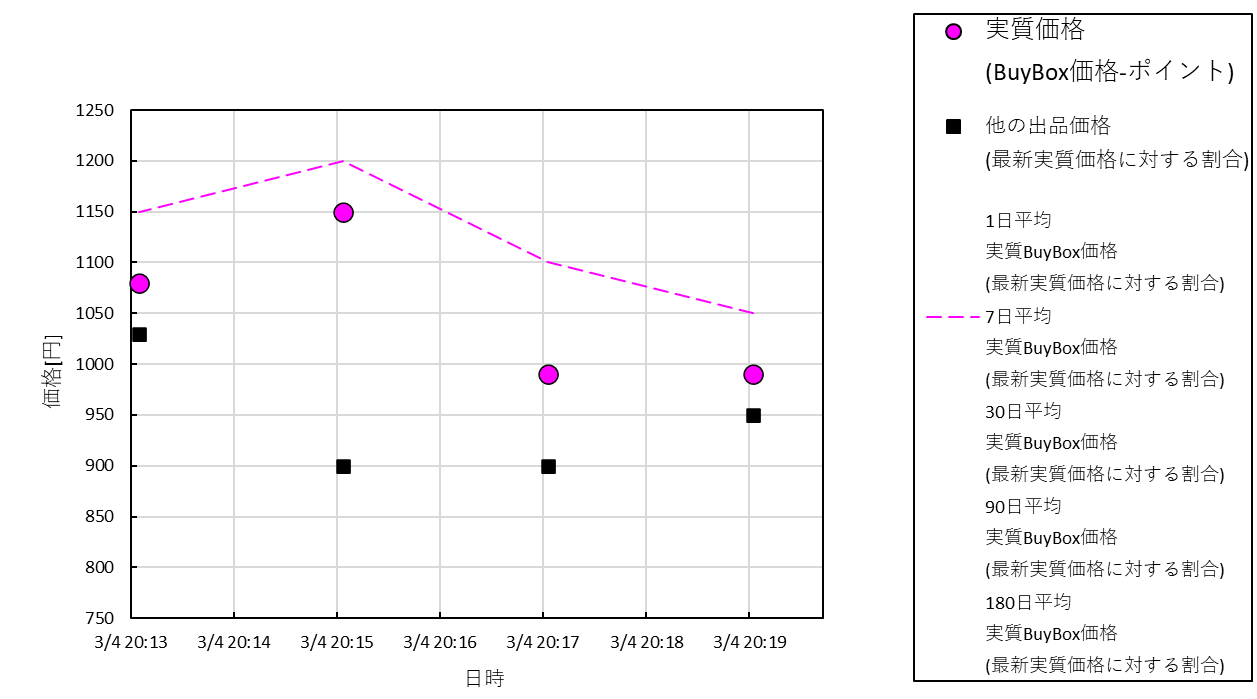 1250
1200
1150
1100
1050
1000
950
900
850
800
750
価格[円]
3/4 20:13
3/4 20:14
3/4 20:15
3/4 20:16
3/4 20:17
3/4 20:18
3/4 20:19
日時
実質価格
(BuyBox価格-ポイント)
他の出品価格
(最新実質価格に対する割合)
1日平均
実質BuyBox価格
(最新実質価格に対する割合)
7日平均
実質BuyBox価格
(最新実質価格に対する割合)
30日平均
実質BuyBox価格
(最新実質価格に対する割合)
90日平均
実質BuyBox価格
(最新実質価格に対する割合)
180日平均
実質BuyBox価格
(最新実質価格に対する割合)